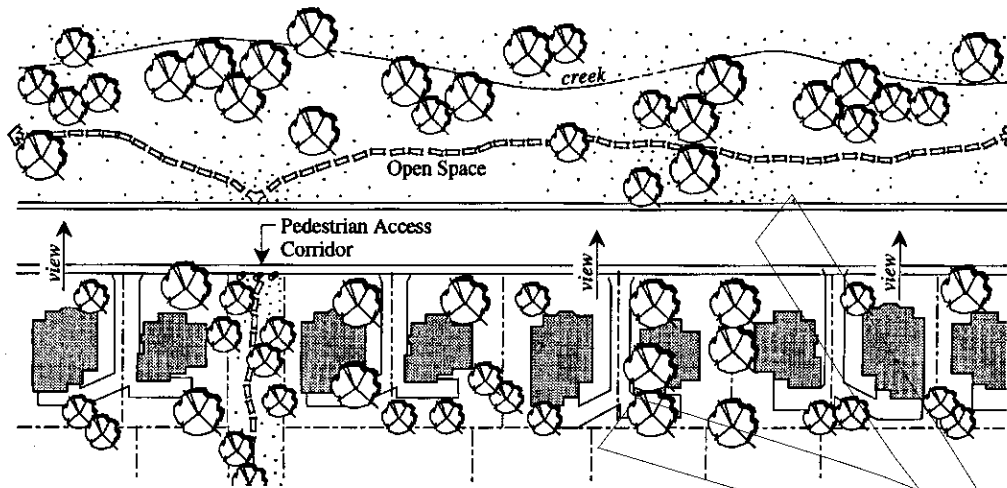 creek
Open Space
Pedestrian Access
Corridor
view
view
view